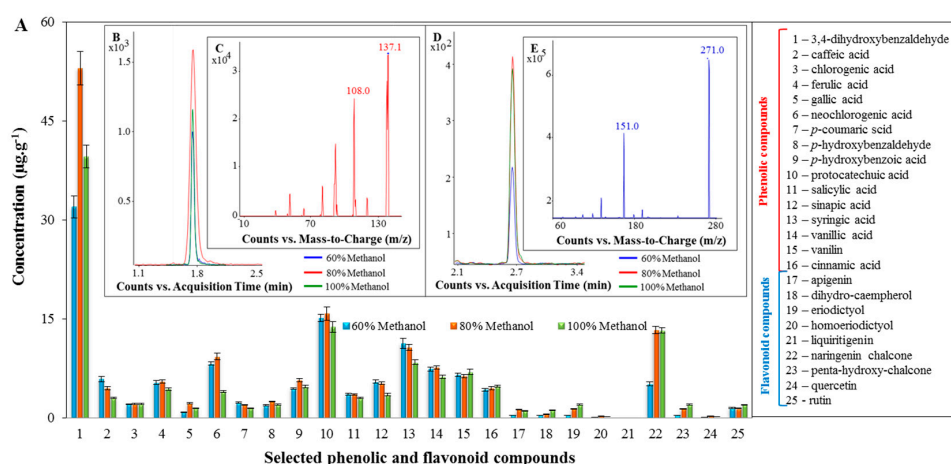 A
60
45
30
15
0
Concentration (µg.g⁻¹)
B
×10³
1.5
1.0
0.5
1.1 1.8 2.5
Counts vs. Acquisition Time (min)
60%Methanol
80%Methanol
100%Methanol
C
×10⁴
4
3
2
1
0
137.1
108.0
10 70 130
Counts vs. Mass-to-Charge (m/z)
D
×10²
4
3
2
1
2.1 2.7 3.4
Counts vs. Acquisition Time (min)
60%Methanol
80%Methanol
100%Methanol
E
×10⁵
6
4
2
271.0
151.0
60 180 280
Counts vs. Mass-to-Charge (m/z)
60% Methanol 80% Methanol 100% Methanol
1 2 3 4 5 6 7 8 9 10 11 12 13 14 15 16 17 18 19 20 21 22 23 24 25
Selected phenolic and flavonoid compounds
Phenolic compounds
1 – 3,4-dihydroxybenzaldehyde
2 – caffeic acid
3 – chlorogenic acid
4 – ferulic acid
5 – gallic acid
6 – neochlorogenic acid
7 – p-coumaric scid
8 – p-hydroxybenzaldehyde
9 – p-hydroxybenzoic acid
10 – protocatechuic acid
11 – salicylic acid
12 – sinapic acid
13 – syringic acid
14 – vanillic acid
15 – vanilin
16 – cinnamic acid
Flavonoid compounds
17 – apigenin
18 – dihydro-caempherol
19 – eriodictyol
20 – homoeriodictyol
21 – liquiritigenin
22 – naringenin chalcone
23 – penta-hydroxy-chalcone
24 – quercetin
25 - rutin